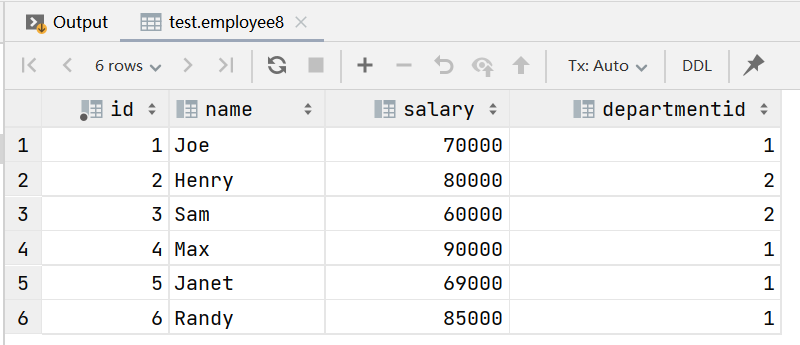 Output test.employee8
6 rows Tx: Auto DDL
id name salary departmentid
1 1 Joe 70000 1
2 2 Henry 80000 2
3 3 Sam 60000 2
4 4 Max 90000 1
5 5 Janet 69000 1
6 6 Randy 85000 1